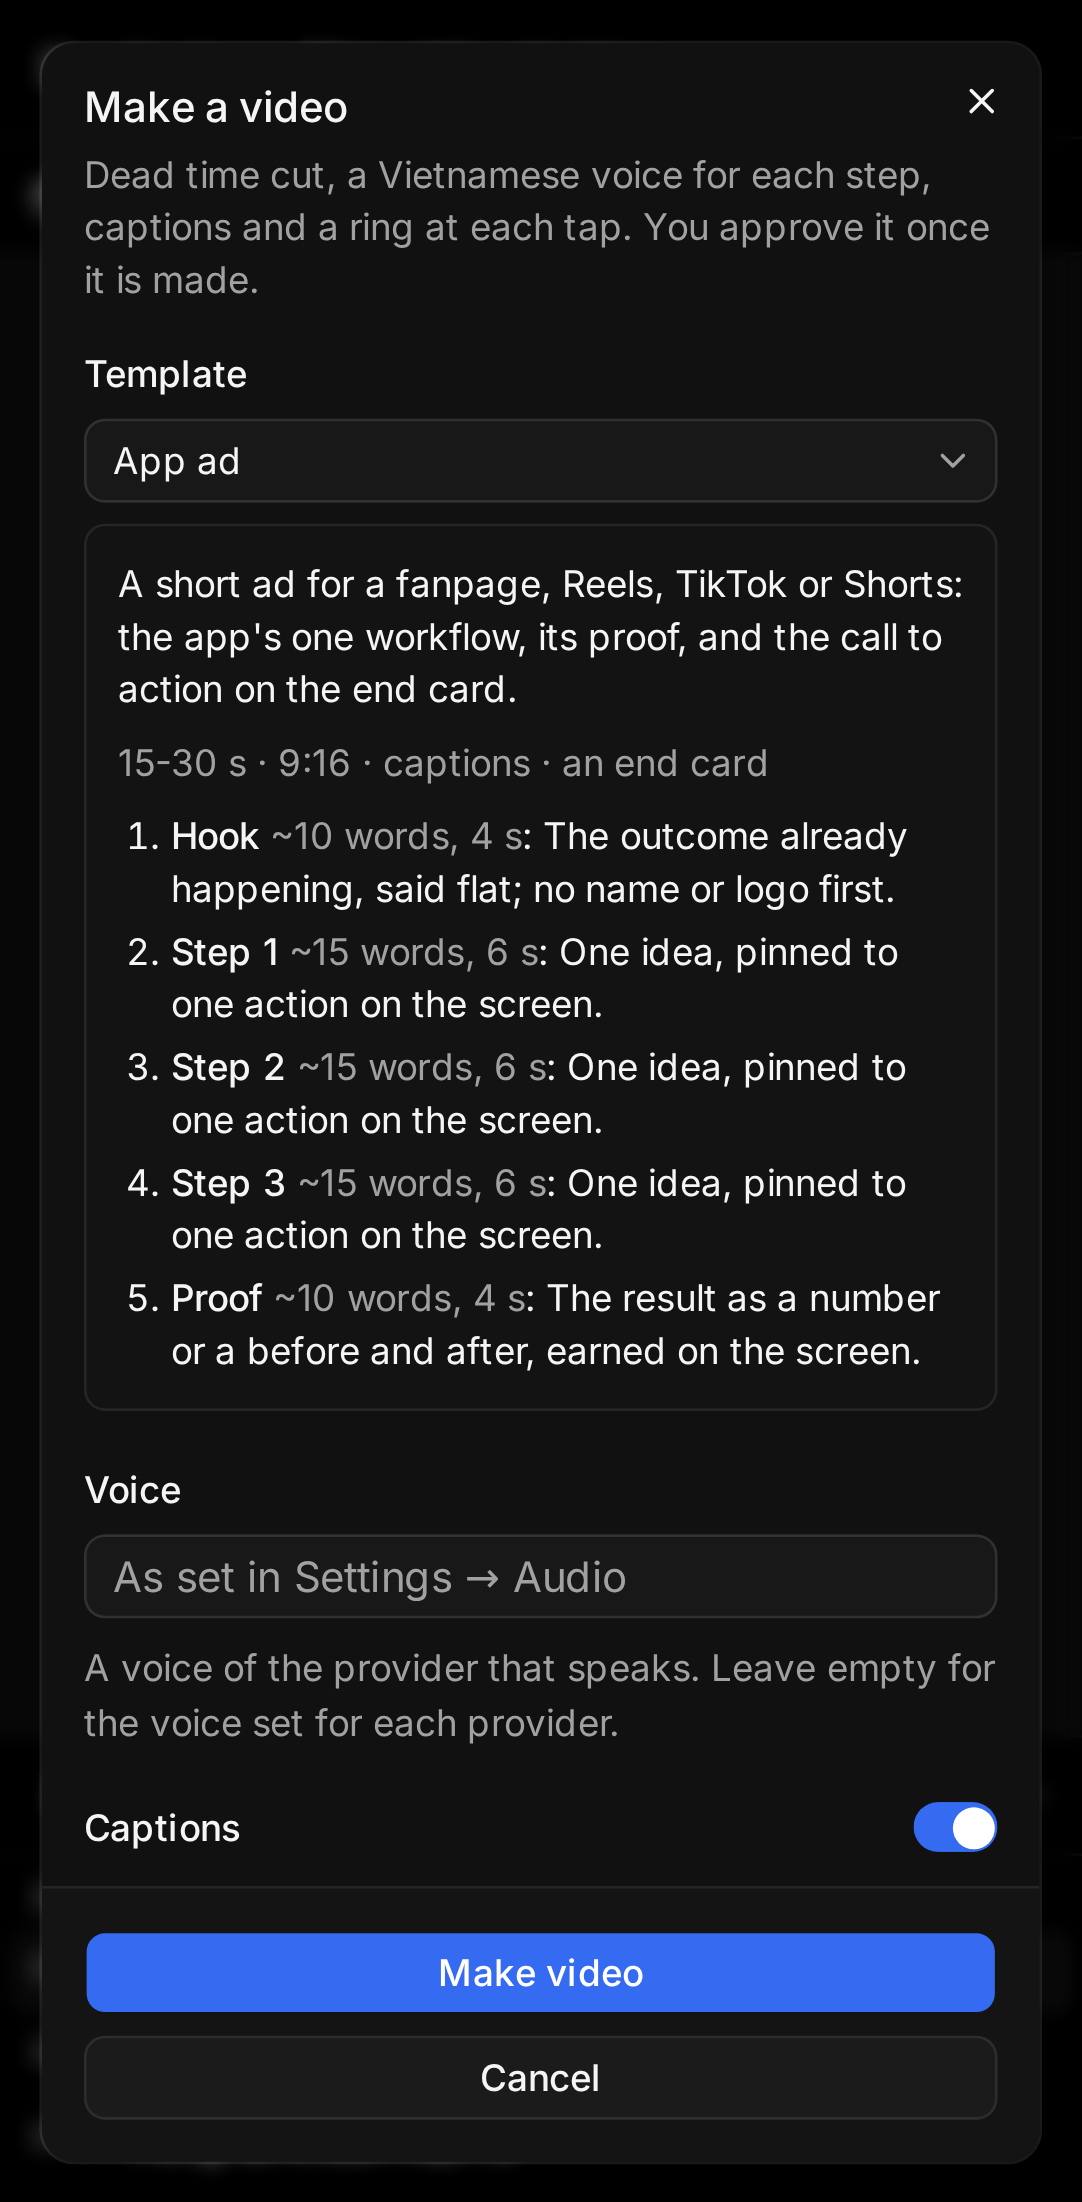 Make a video
Dead time cut, a Vietnamese voice for each step,
captions and a ring at each tap. You approve it once
it is made.
Template
App ad
A short ad for a fanpage, Reels, TikTok or Shorts:
the app's one workflow, its proof, and the call to
action on the end card.
15-30 s · 9:16 · captions · an end card
1. Hook ~10 words, 4 s: The outcome already
happening, said flat; no name or logo first.
2. Step 1 ~15 words, 6 s: One idea, pinned to
one action on the screen.
3. Step 2 ~15 words, 6 s: One idea, pinned to
one action on the screen.
4. Step 3 ~15 words, 6 s: One idea, pinned to
one action on the screen.
5. Proof ~10 words, 4 s: The result as a number
or a before and after, earned on the screen.
Voice
As set in Settings → Audio
A voice of the provider that speaks. Leave empty for
the voice set for each provider.
Captions
Make video
Cancel